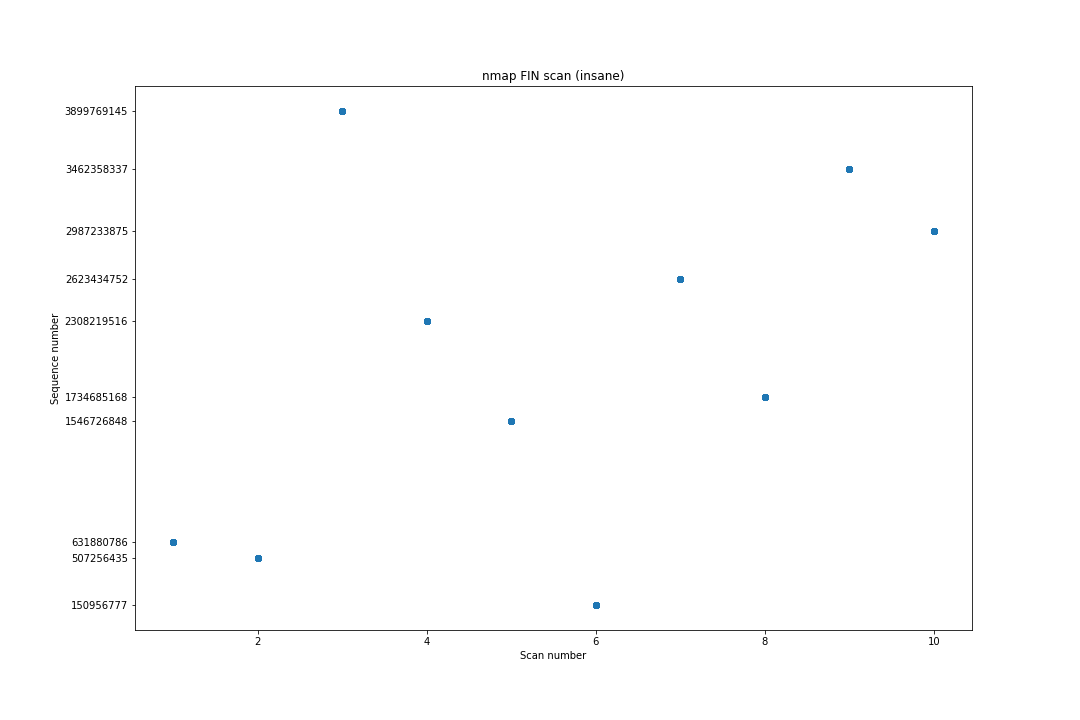 nmap FIN scan (insane)
3899769145
3462358337
2987233875
2623434752
2308219516
1734685168
1546726848
631880786
507256435
150956777
Sequence number
2 4 6 8 10
Scan number